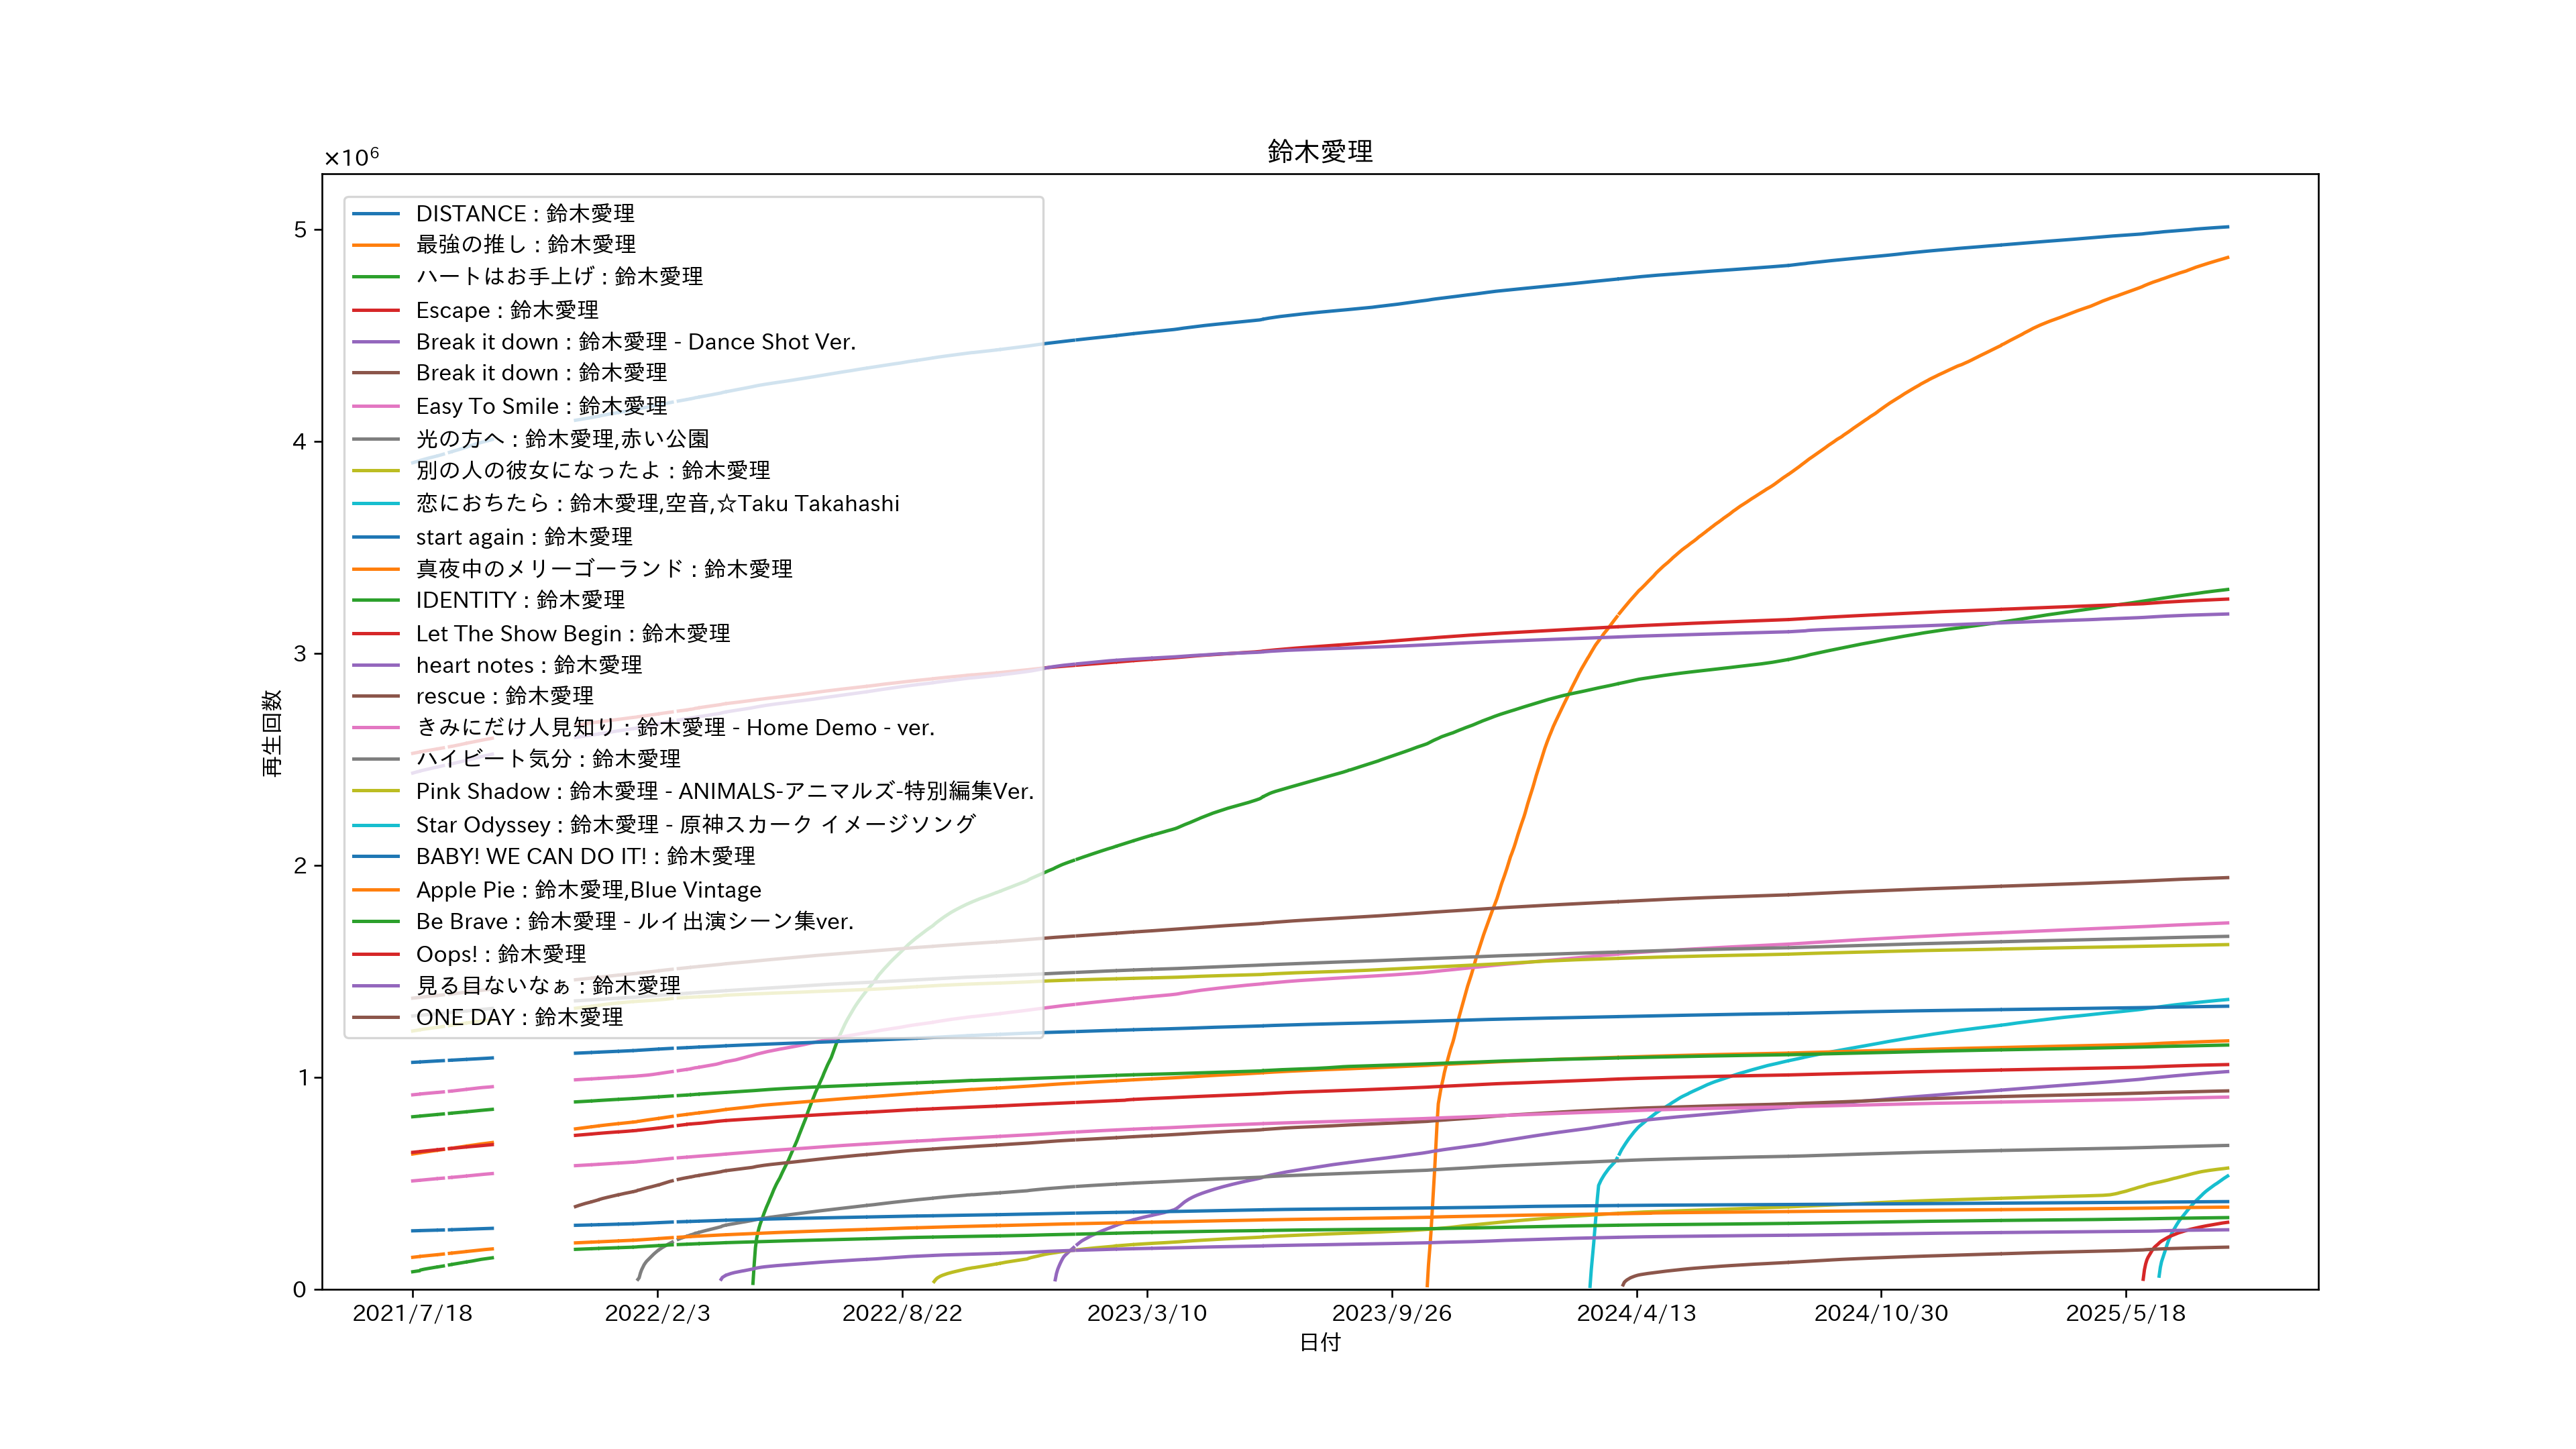 鈴木愛理
×10⁶
5
4
3
2
1
0
再生回数
DISTANCE : 鈴木愛理
最強の推し : 鈴木愛理
ハートはお手上げ : 鈴木愛理
Escape : 鈴木愛理
Break it down : 鈴木愛理 - Dance Shot Ver.
Break it down : 鈴木愛理
Easy To Smile : 鈴木愛理
光の方へ : 鈴木愛理,赤い公園
別の人の彼女になったよ : 鈴木愛理
恋におちたら : 鈴木愛理,空音,☆Taku Takahashi
start again : 鈴木愛理
真夜中のメリーゴーランド : 鈴木愛理
IDENTITY : 鈴木愛理
Let The Show Begin : 鈴木愛理
heart notes : 鈴木愛理
rescue : 鈴木愛理
きみにだけ人見知り : 鈴木愛理 - Home Demo - ver.
ハイビート気分 : 鈴木愛理
Pink Shadow : 鈴木愛理 - ANIMALS-アニマルズ-特別編集Ver.
Star Odyssey : 鈴木愛理 - 原神スカーク イメージソング
BABY! WE CAN DO IT! : 鈴木愛理
Apple Pie : 鈴木愛理,Blue Vintage
Be Brave : 鈴木愛理 - ルイ出演シーン集ver.
Oops! : 鈴木愛理
見る目ないなぁ : 鈴木愛理
ONE DAY : 鈴木愛理
2021/7/18 2022/2/3 2022/8/22 2023/3/10 2023/9/26 2024/4/13 2024/10/30 2025/5/18
日付